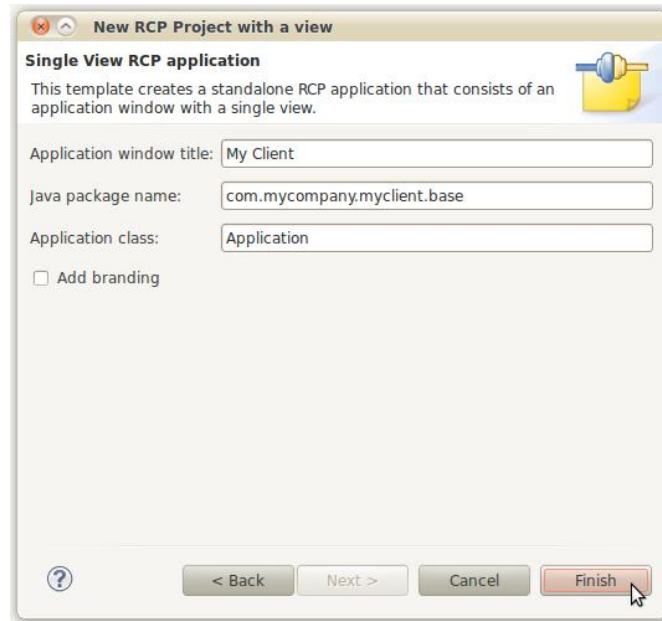 New RCP Project with a view
Single View RCP application
This template creates a standalone RCP application that consists of an
application window with a single view.
Application window title: My Client
Java package name: com.mycompany.myclient.base
Application class: Application
Add branding
? < Back Next > Cancel Finish